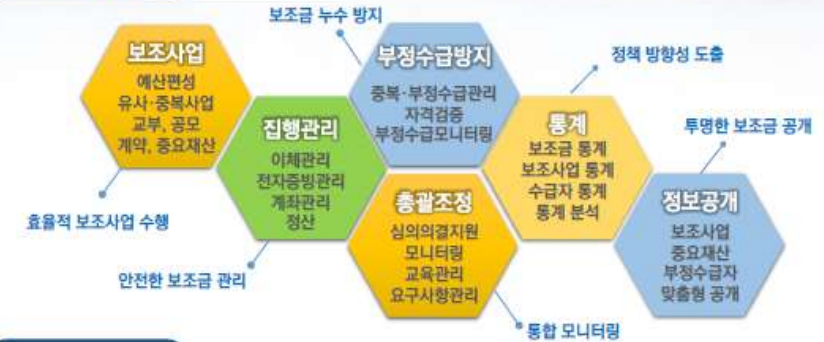 보조금 누수 방지
보조사업
예산편성
유사·중복사업
교부, 공모
계약, 중요재산
효율적 보조사업 수행
집행관리
이체관리
전자증빙관리
계좌관리
정산
안전한 보조금 관리
부정수급방지
중복·부정수급관리
자격검증
부정수급모니터링
총괄조정
심의의결지원
모니터링
교육관리
요구사항관리
통합 모니터링
정책 방향성 도출
통계
보조금 통계
보조사업 통계
수급자 통계
통계 분석
투명한 보조금 공개
정보공개
보조사업
중요재산
부정수급자
맞춤형 공개